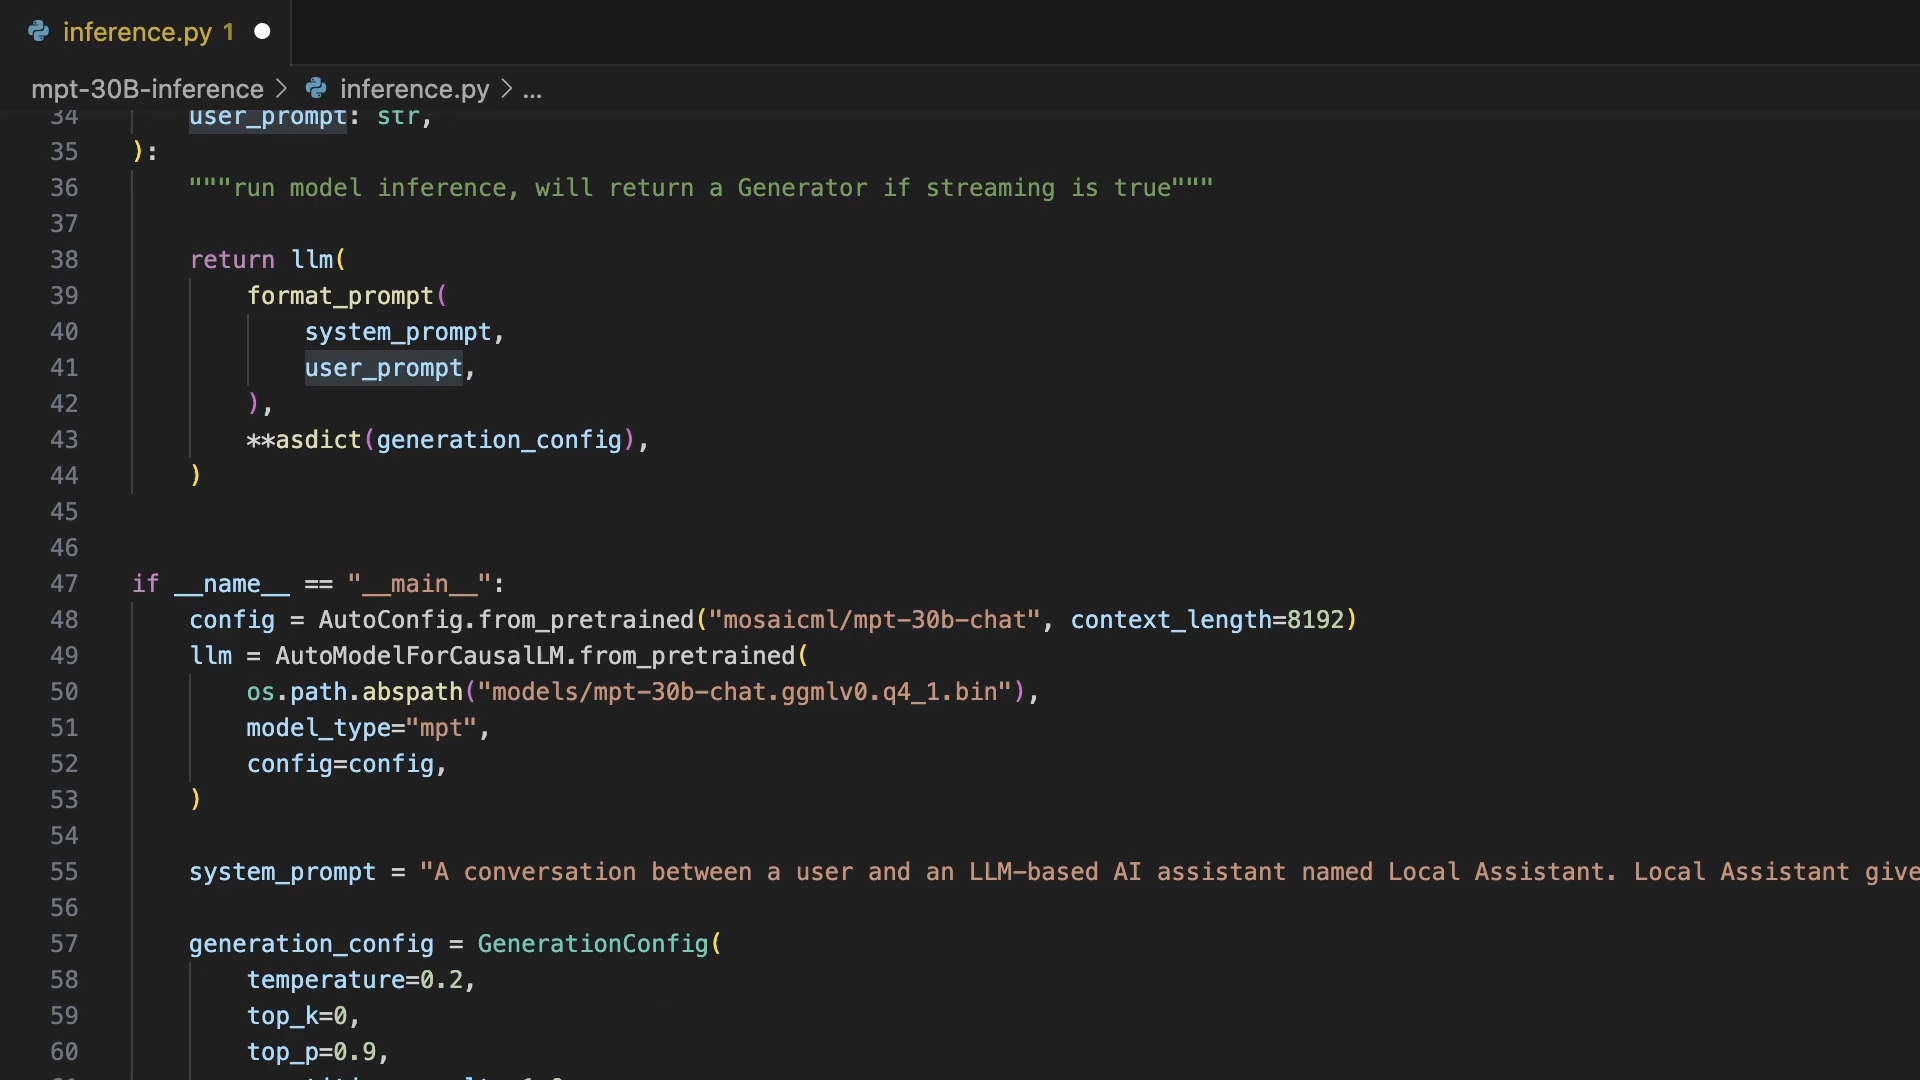 inference.py 1
mpt-30B-inference > inference.py > ...
34 user_prompt: str,
35 ):
36 """run model inference, will return a Generator if streaming is true"""
37
38 return llm(
39 format_prompt(
40 system_prompt,
41 user_prompt,
42 ),
43 **asdict(generation_config),
44 )
45
46
47 if __name__ == "__main__":
48 config = AutoConfig.from_pretrained("mosaicml/mpt-30b-chat", context_length=8192)
49 llm = AutoModelForCausalLM.from_pretrained(
50 os.path.abspath("models/mpt-30b-chat.ggmlv0.q4_1.bin"),
51 model_type="mpt",
52 config=config,
53 )
54
55 system_prompt = "A conversation between a user and an LLM-based AI assistant named Local Assistant. Local Assistant give
56
57 generation_config = GenerationConfig(
58 temperature=0.2,
59 top_k=0,
60 top_p=0.9,